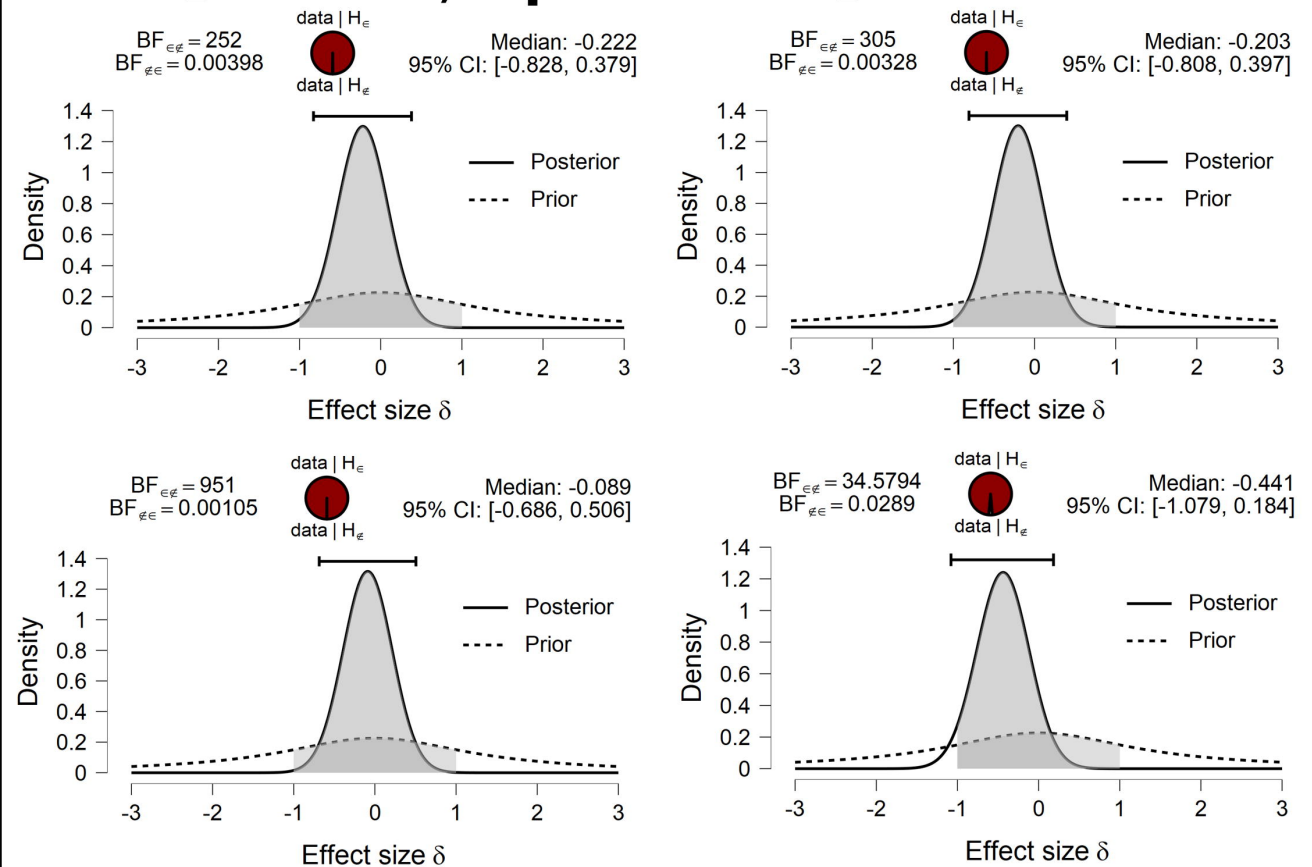 data | H∈
BF∈∉ = 252
BF∉∈ = 0.00398
Median: -0.222
95% CI: [-0.828, 0.379]
data | H∉
1.4
1.2
1
0.8
0.6
0.4
0.2
0
Density
Posterior
Prior
-3 -2 -1 0 1 2 3
Effect size δ
data | H∈
BF∈∉ = 305
BF∉∈ = 0.00328
Median: -0.203
95% CI: [-0.808, 0.397]
data | H∉
1.4
1.2
1
0.8
0.6
0.4
0.2
0
Density
Posterior
Prior
-3 -2 -1 0 1 2 3
Effect size δ
data | H∈
BF∈∉ = 951
BF∉∈ = 0.00105
Median: -0.089
95% CI: [-0.686, 0.506]
data | H∉
1.4
1.2
1
0.8
0.6
0.4
0.2
0
Density
Posterior
Prior
-3 -2 -1 0 1 2 3
Effect size δ
data | H∈
BF∈∉ = 34.5794
BF∉∈ = 0.0289
Median: -0.441
95% CI: [-1.079, 0.184]
data | H∉
1.4
1.2
1
0.8
0.6
0.4
0.2
0
Density
Posterior
Prior
-3 -2 -1 0 1 2 3
Effect size δ